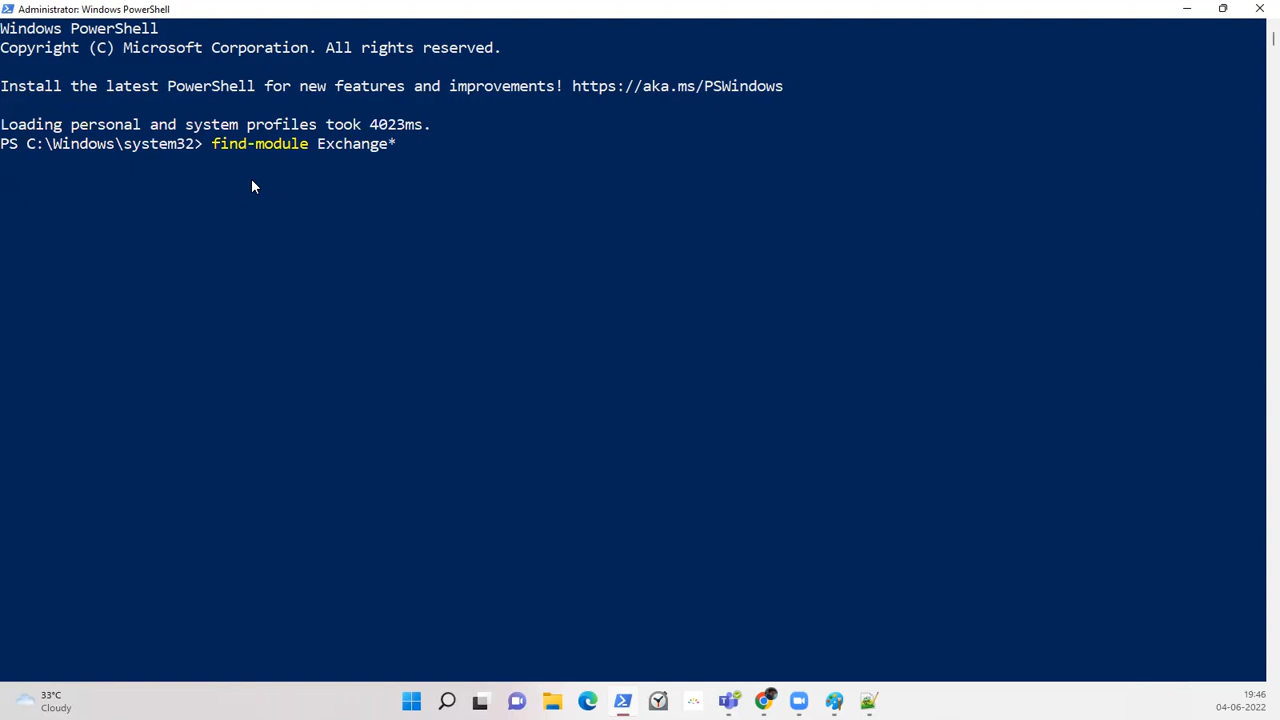 Administrator: Windows PowerShell
Windows PowerShell
Copyright (C) Microsoft Corporation. All rights reserved.
Install the latest PowerShell for new features and improvements! https://aka.ms/PSWindows
Loading personal and system profiles took 4023ms.
PS C:\Windows\system32> find-module Exchange*
33°C
Cloudy
19:46
04-06-2022